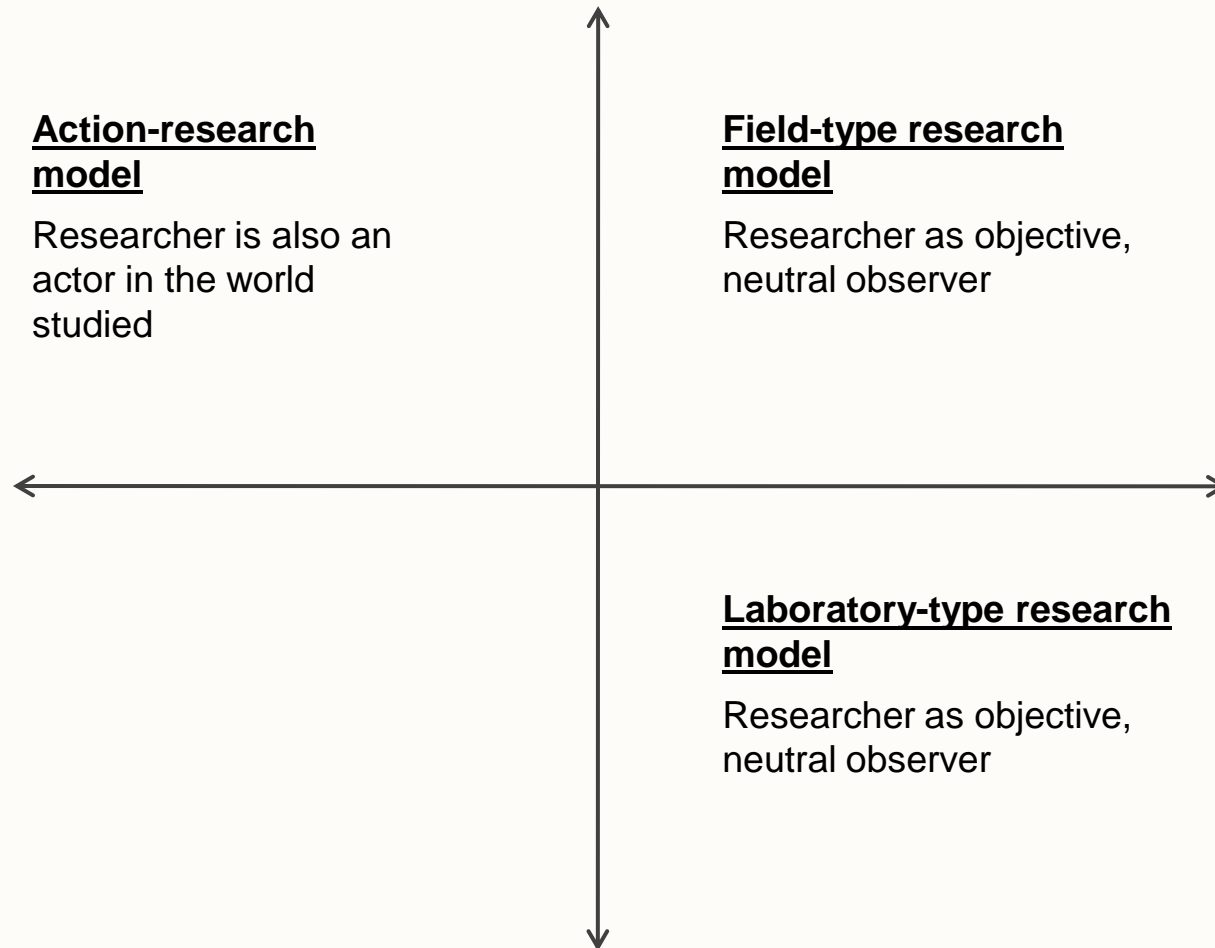 Action-research
model
Researcher is also an
actor in the world
studied
Field-type research
model
Researcher as objective,
neutral observer
Laboratory-type research
model
Researcher as objective,
neutral observer